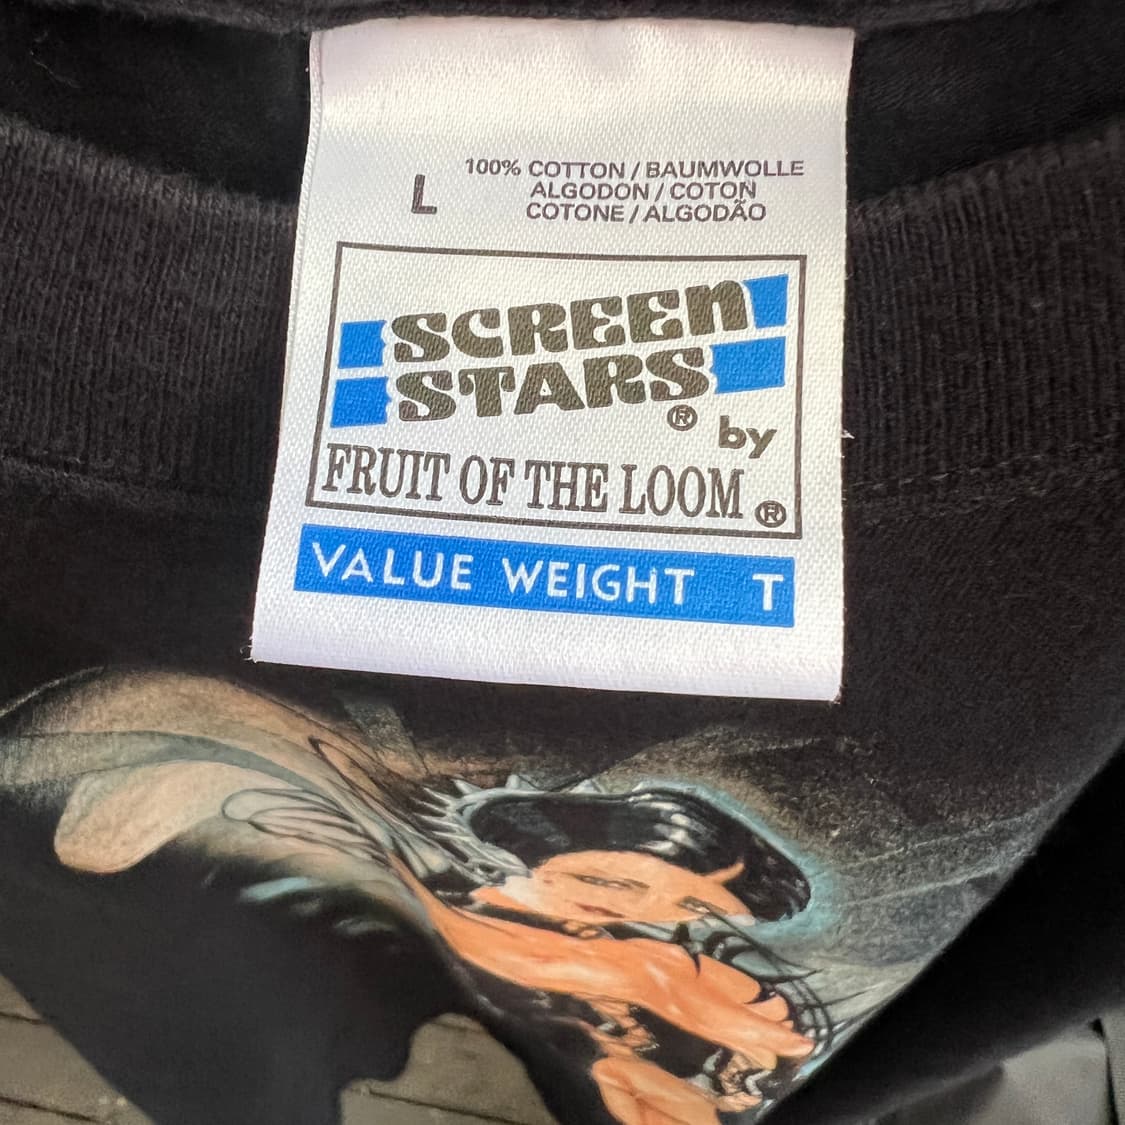 L
100% COTTON / BAUMWOLLE
ALGODON / COTON
COTONE / ALGODÃO
SCREEN
STARS® by
FRUIT OF THE LOOM®
VALUE WEIGHT T